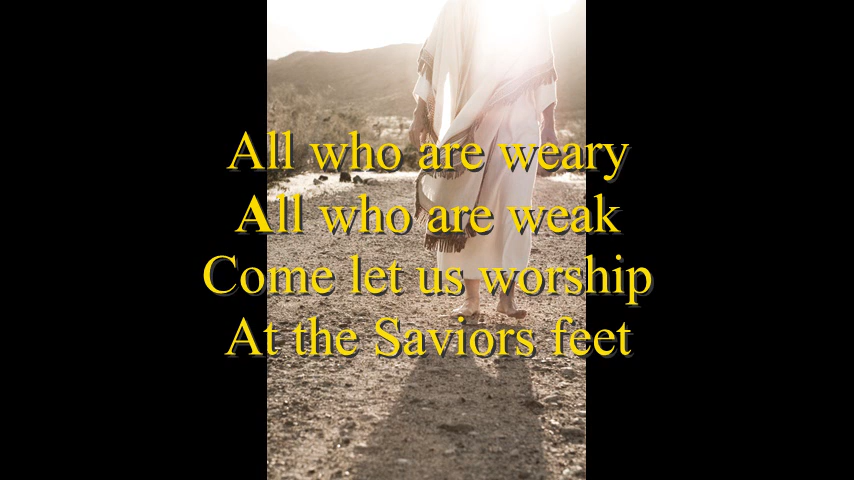 All who are weary
All who are weak
Come let us worship
At the Saviors feet